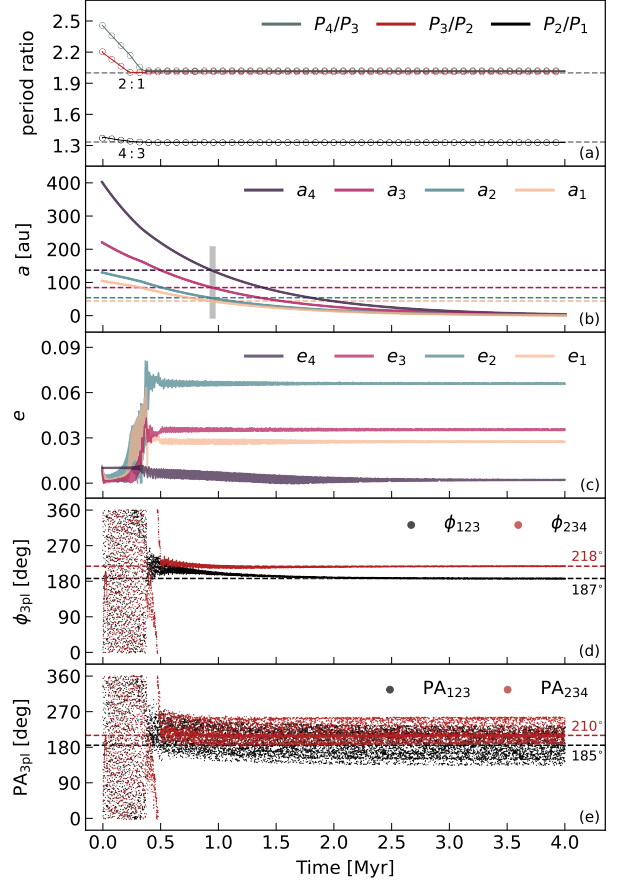 P₄/P₃ P₃/P₂ P₂/P₁
2.5
2.2
1.9
1.6
1.3
period ratio
2:1
4:3
(a)
a₄ a₃ a₂ a₁
400
300
200
100
0
a [au]
(b)
e₄ e₃ e₂ e₁
0.09
0.06
0.03
0.00
e
(c)
ϕ₁₂₃ ϕ₂₃₄
360
270
180
90
0
ϕ₃ₚₗ [deg]
218°
187°
(d)
PA₁₂₃ PA₂₃₄
360
270
180
90
0
PA₃ₚₗ [deg]
210°
185°
(e)
0.0 0.5 1.0 1.5 2.0 2.5 3.0 3.5 4.0
Time [Myr]